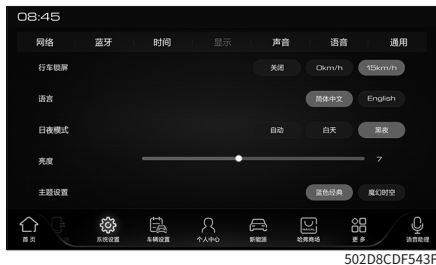 08:45
网络 蓝牙 时间 显示 声音 语音 通用
行车锁屏 关闭 0km/h 15km/h
语言 简体中文 English
日夜模式 自动 白天 黑夜
亮度 7
主题设置 蓝色经典 魔幻时空
首页 系统设置 车辆设置 个人中心 新能源 哈弗商场 更多 语音助理
502D8CDF543F